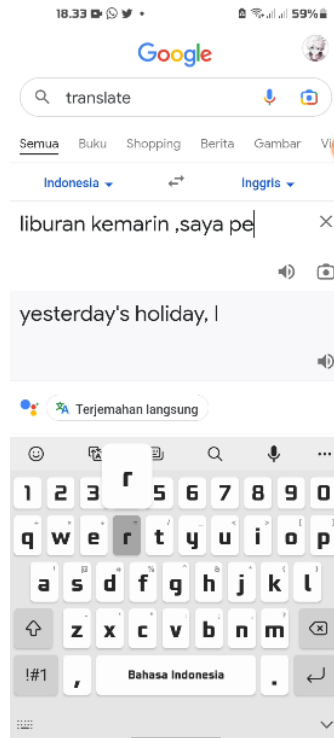 18.33
59%
Google
translate
Semua Buku Shopping Berita Gambar Vi
Indonesia Inggris
liburan kemarin ,saya pe
yesterday's holiday, I
Terjemahan langsung
r
1 2 3 5 6 7 8 9 0
q w e r t y u i o p
a s d f g h j k l
z x c v b n m
!#1 , Bahasa Indonesia .